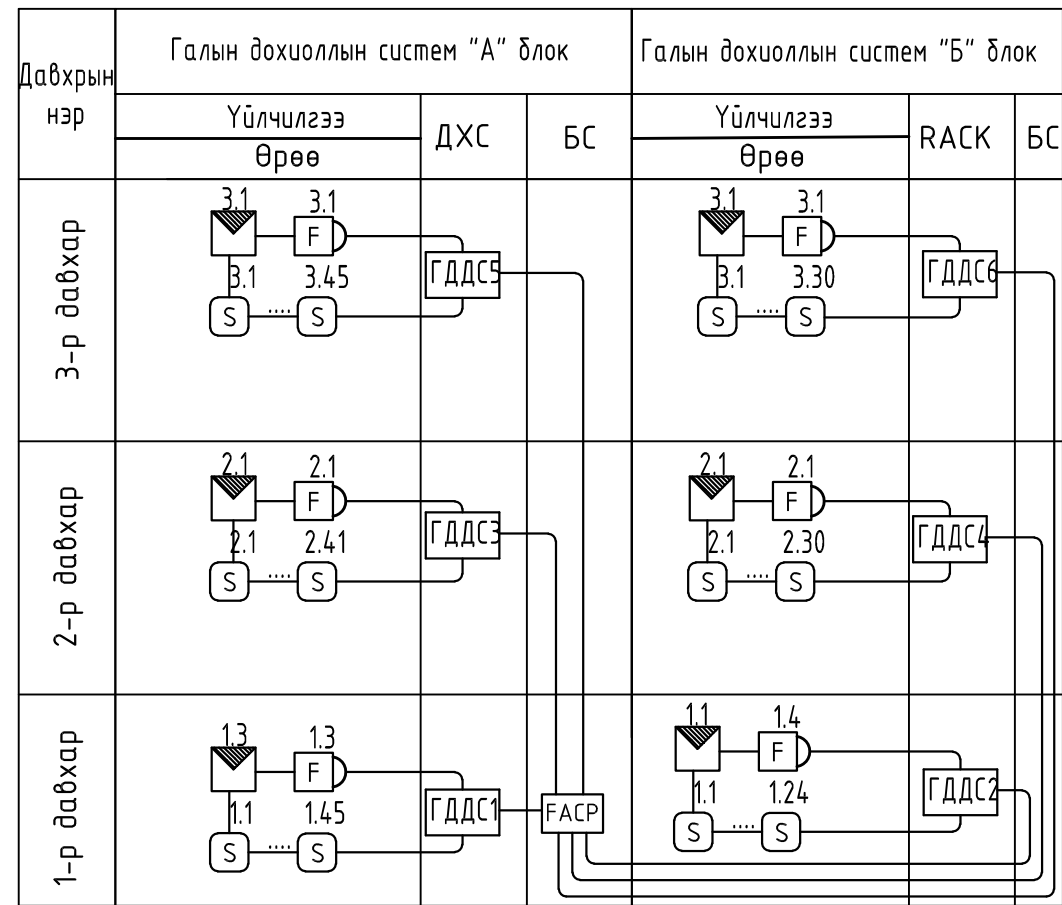 Давхрын
нэр
Галын дохиоллын систем "А" блок
Галын дохиоллын систем "Б" блок
Үйлчилгээ
Өрөө
ДХС
БС
Үйлчилгээ
Өрөө
RACK
БС
3-р давхар
3.1
3.1
F
3.1
3.45
S
....
S
ГДДС5
3.1
3.1
F
3.1
3.30
S
....
S
ГДДС6
2-р давхар
2.1
2.1
F
2.1
2.41
S
....
S
ГДДС3
2.1
2.1
F
2.1
2.30
S
....
S
ГДДС4
1-р давхар
1.3
1.3
F
1.1
1.45
S
....
S
ГДДС1
FACP
1.1
1.4
F
1.1
1.24
S
....
S
ГДДС2